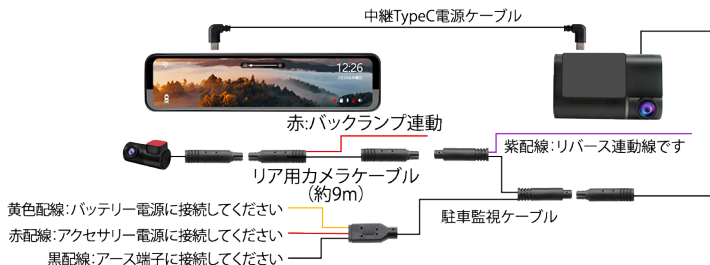 中継TypeC電源ケーブル
12:26
赤:バックランプ連動
紫配線:リバース連動線です
リア用カメラケーブル
(約9m)
黄色配線:バッテリー電源に接続してください
駐車監視ケーブル
赤配線:アクセサリー電源に接続してください
黒配線:アース端子に接続してください